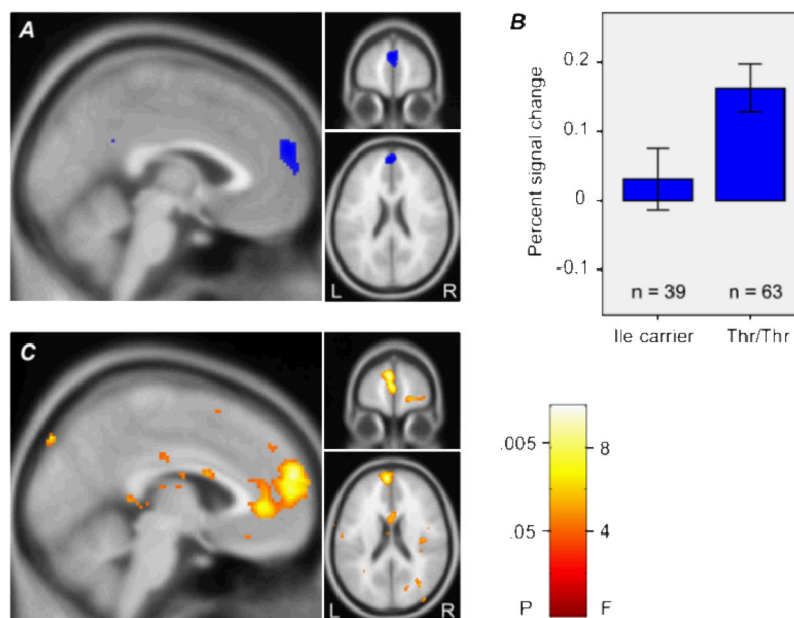 A
L R
B
Percent signal change
0.2
0.1
0
-0.1
n = 39 n = 63
Ile carrier Thr/Thr
C
L R
.005 8
.05 4
P F